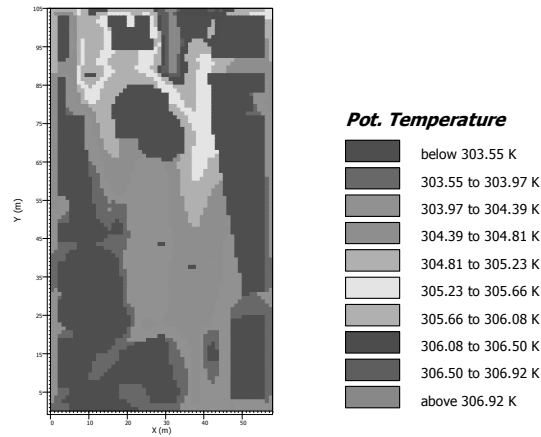 105
95
85
75
65
55
45
35
25
15
5
Y (m)
0
10
20
30
40
50
X (m)
Pot. Temperature
below 303.55 K
303.55 to 303.97 K
303.97 to 304.39 K
304.39 to 304.81 K
304.81 to 305.23 K
305.23 to 305.66 K
305.66 to 306.08 K
306.08 to 306.50 K
306.50 to 306.92 K
above 306.92 K